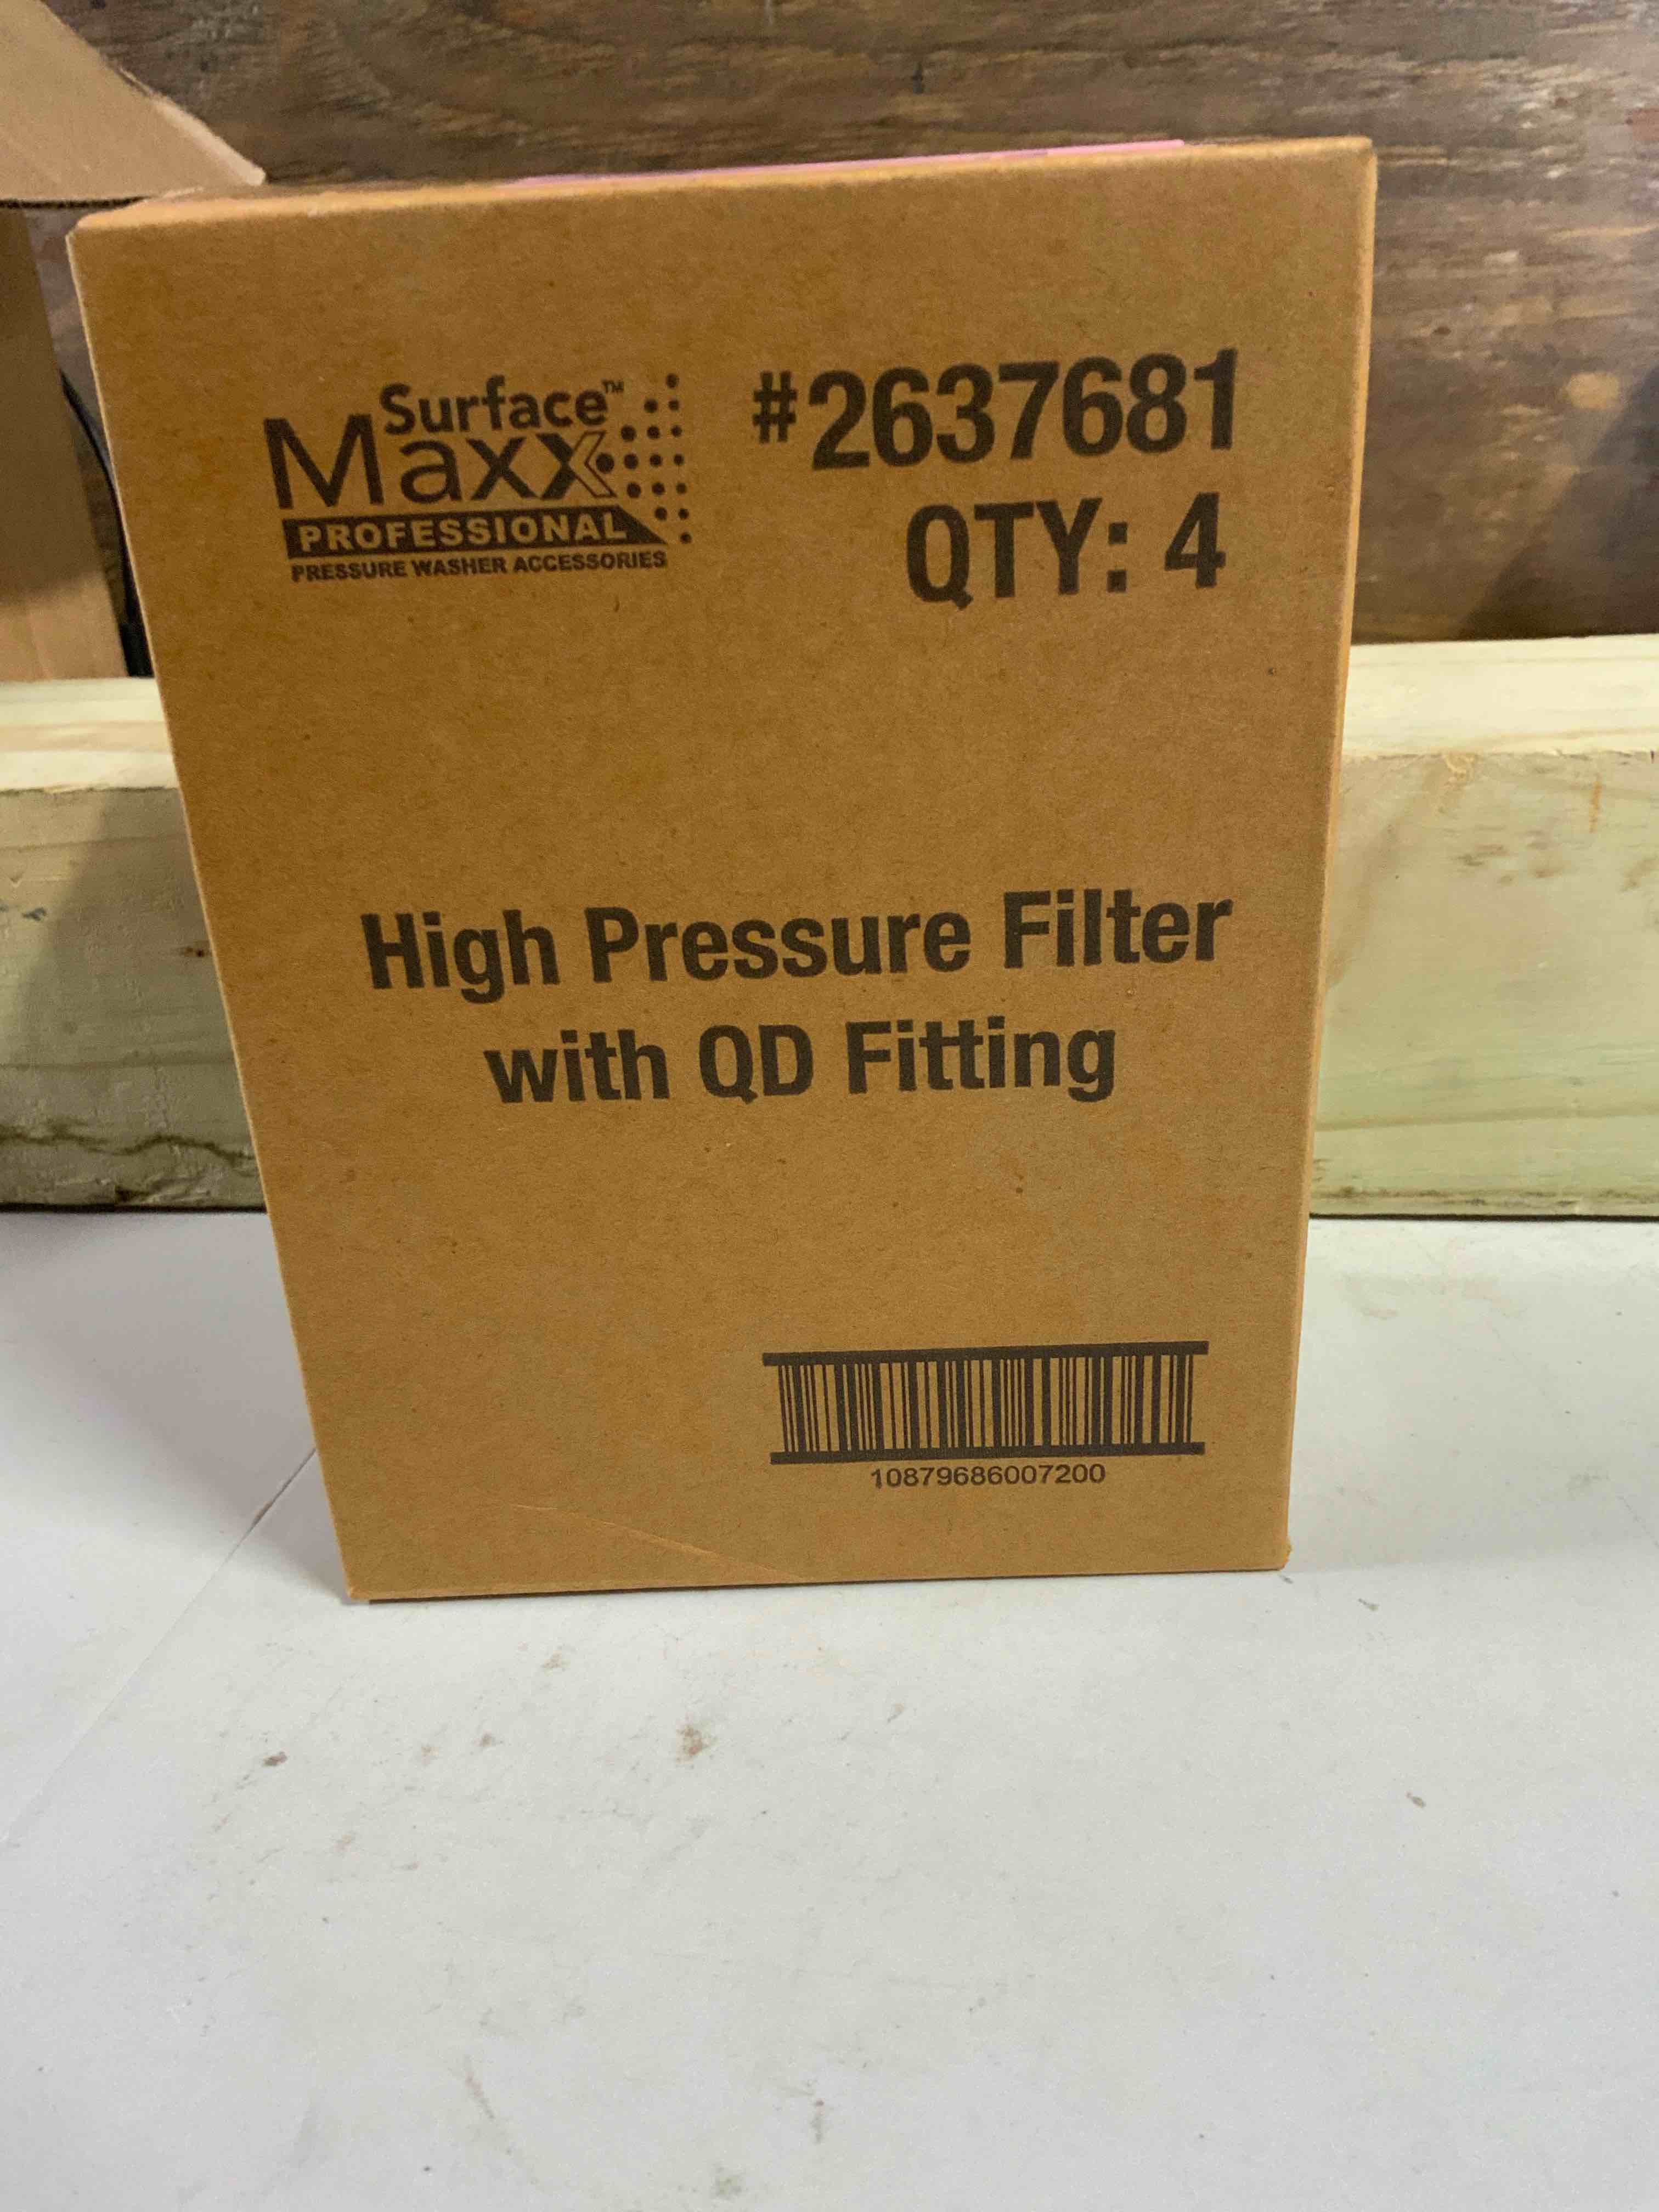 Surface™
Maxx
PROFESSIONAL
PRESSURE WASHER ACCESSORIES
#2637681
QTY: 4
High Pressure Filter
with QD Fitting
10879686007200